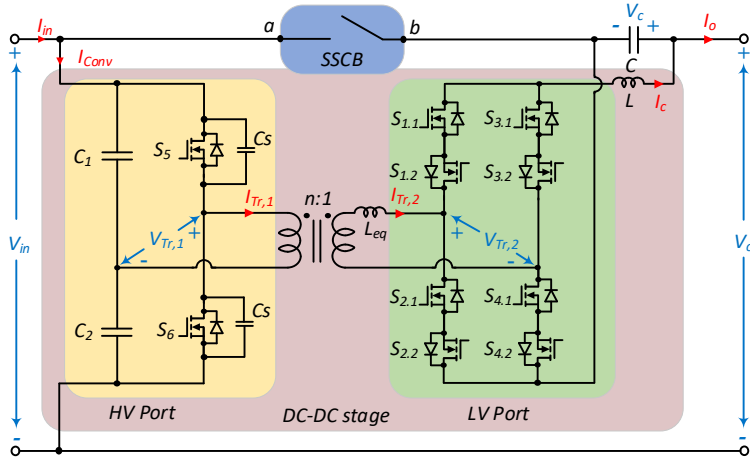 I_in a b V_c I_o
- +
+ SSCB C +
I_Conv L I_c
S_1.1 S_3.1
C_1 S_5 Cs
S_1.2 S_3.2
n:1
I_Tr,1 I_Tr,2
V_in V_Tr,1 + L_eq + V_Tr,2 V_o
- -
S_2.1 S_4.1
Cs
C_2 S_6
S_2.2 S_4.2
HV Port DC-DC stage LV Port
- -